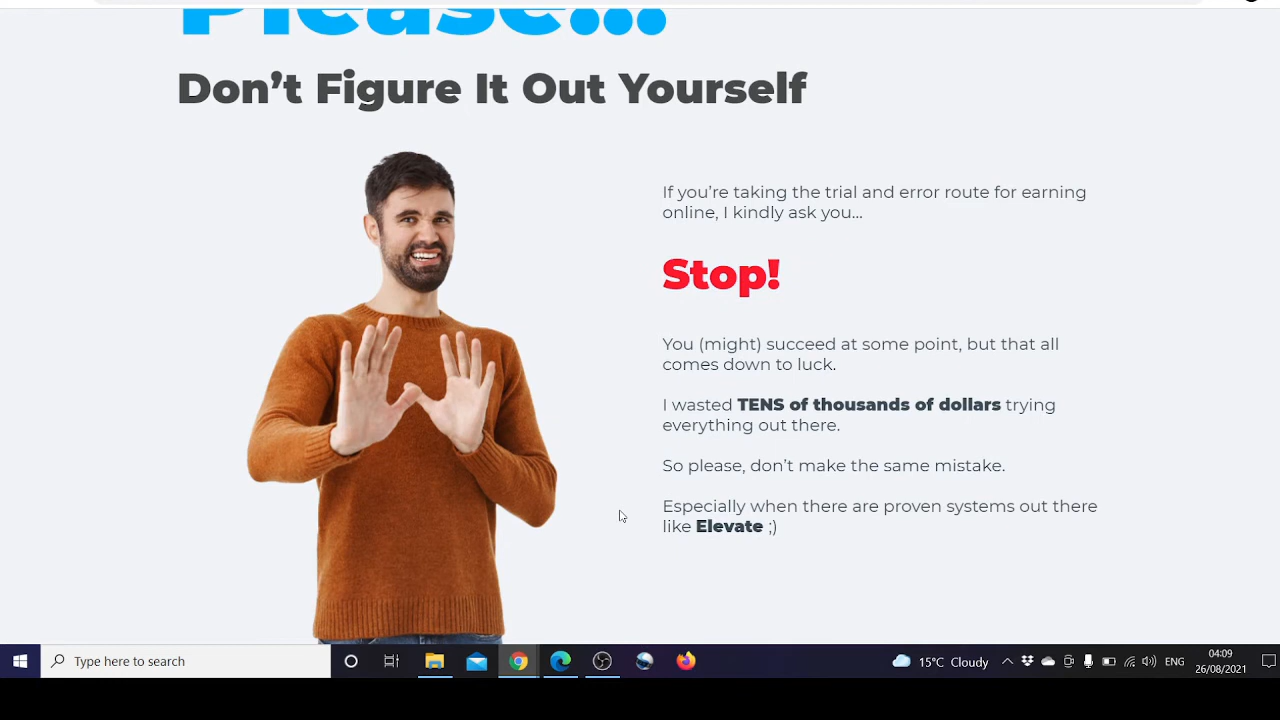 Please...
Don't Figure It Out Yourself
If you're taking the trial and error route for earning
online, I kindly ask you...
Stop!
You (might) succeed at some point, but that all
comes down to luck.
I wasted TENS of thousands of dollars trying
everything out there.
So please, don't make the same mistake.
Especially when there are proven systems out there
like Elevate ;)
Type here to search
15°C Cloudy
ENG
04:09
26/08/2021